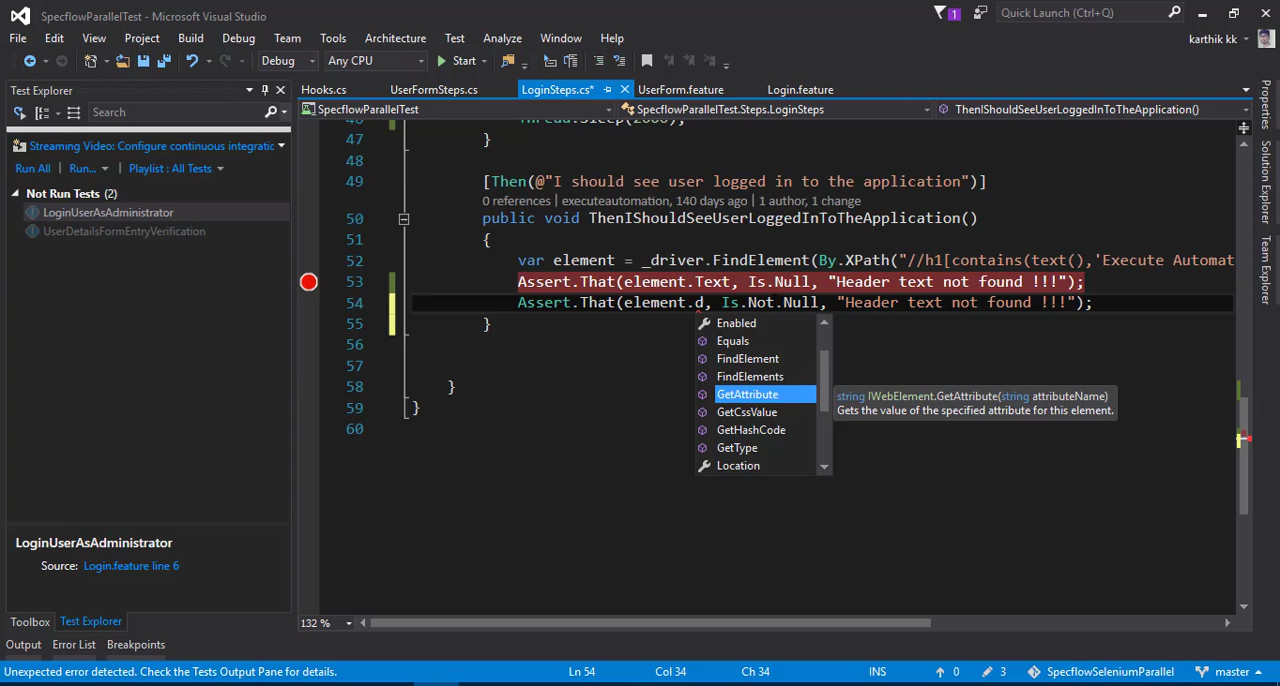 SpecflowParallelTest - Microsoft Visual Studio
1
Quick Launch (Ctrl+Q)
File Edit View Project Build Debug Team Tools Architecture Test Analyze Window Help
karthik kk
Debug Any CPU Start
Test Explorer
Hooks.cs UserFormSteps.cs LoginSteps.cs* UserForm.feature Login.feature
Search
SpecflowParallelTest SpecflowParallelTest.Steps.LoginSteps ThenIShouldSeeUserLoggedInToTheApplication()
Streaming Video: Configure continuous integratic
Run All Run... Playlist : All Tests
Not Run Tests (2)
LoginUserAsAdministrator
UserDetailsFormEntryVerification
LoginUserAsAdministrator
Source: Login.feature line 6
46 Thread.Sleep(2000);
47 }
48
49 [Then(@"I should see user logged in to the application")]
0 references | executeautomation, 140 days ago | 1 author, 1 change
50 public void ThenIShouldSeeUserLoggedInToTheApplication()
51 {
52 var element = _driver.FindElement(By.XPath("//h1[contains(text(),'Execute Automat
53 Assert.That(element.Text, Is.Null, "Header text not found !!!");
54 Assert.That(element.d, Is.Not.Null, "Header text not found !!!");
55 }
56
57
58 }
59 }
60
Enabled
Equals
FindElement
FindElements
GetAttribute
GetCssValue
GetHashCode
GetType
Location
string IWebElement.GetAttribute(string attributeName)
Gets the value of the specified attribute for this element.
Properties
Solution Explorer
Team Explorer
132 %
Toolbox Test Explorer
Output Error List Breakpoints
Unexpected error detected. Check the Tests Output Pane for details. Ln 54 Col 34 Ch 34 INS 0 3 SpecflowSeleniumParallel master